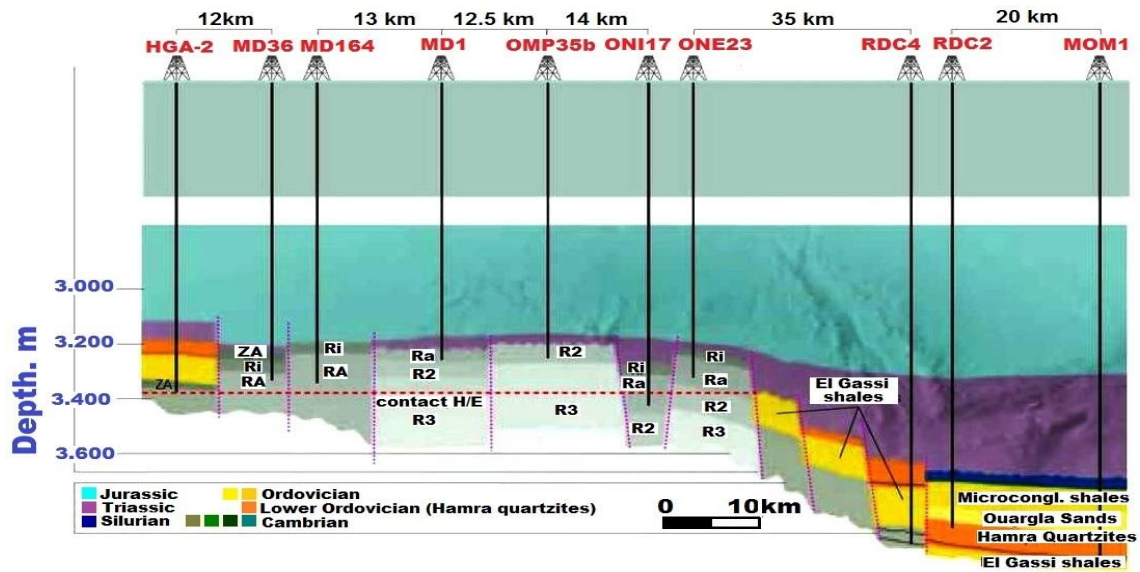 12km 13 km 12.5 km 14 km 35 km 20 km
HGA-2 MD36 MD164 MD1 OMP35b ONI17 ONE23 RDC4 RDC2 MOM1
Depth. m
3.000
3.200
3.400
3.600
ZA
ZA
Ri
RA
Ri
RA
Ra
R2
contact H/E
R3
R2
R3
Ri
Ra
R2
Ri
Ra
R2
R3
El Gassi
shales
Microcongl. shales
Ouargla Sands
Hamra Quartzites
El Gassi shales
Jurassic
Triassic
Silurian
Ordovician
Lower Ordovician (Hamra quartzites)
Cambrian
0 10km